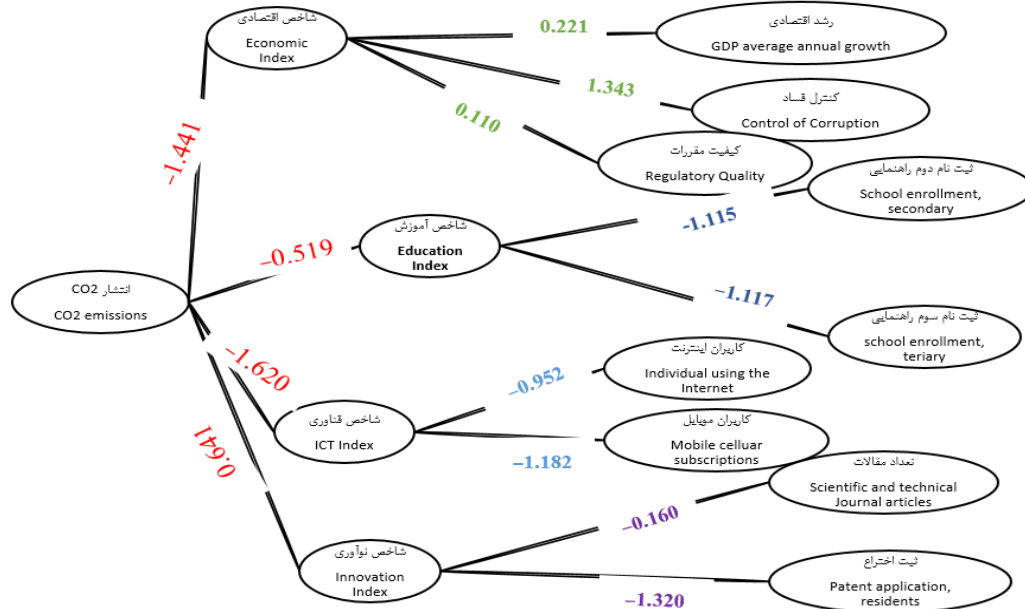 شاخص اقتصادی
Economic
Index
0.221
رشد اقتصادی
GDP average annual growth
1.343
کنترل قساد
Control of Corruption
0.110
کیفیت مقررات
Regulatory Quality
−1.441
ثبت نام دوم راهنمایی
School enrollment,
secondary
-1.115
شاخص آموزش
Education
Index
−0.519
−1.117
ثبت نام سوم راهنمایی
school enrollment,
teriary
انتشار CO2
CO2 emissions
−1.620
−0.952
کاربران اینترنت
Individual using the
Internet
شاخص قناوری
ICT Index
−1.182
کاربران موبایل
Mobile celluar
subscriptions
0.641
تعداد مقالات
Scientific and technical
Journal articles
−0.160
شاخص نوآوری
Innovation
Index
−1.320
ثبت اختراع
Patent application,
residents